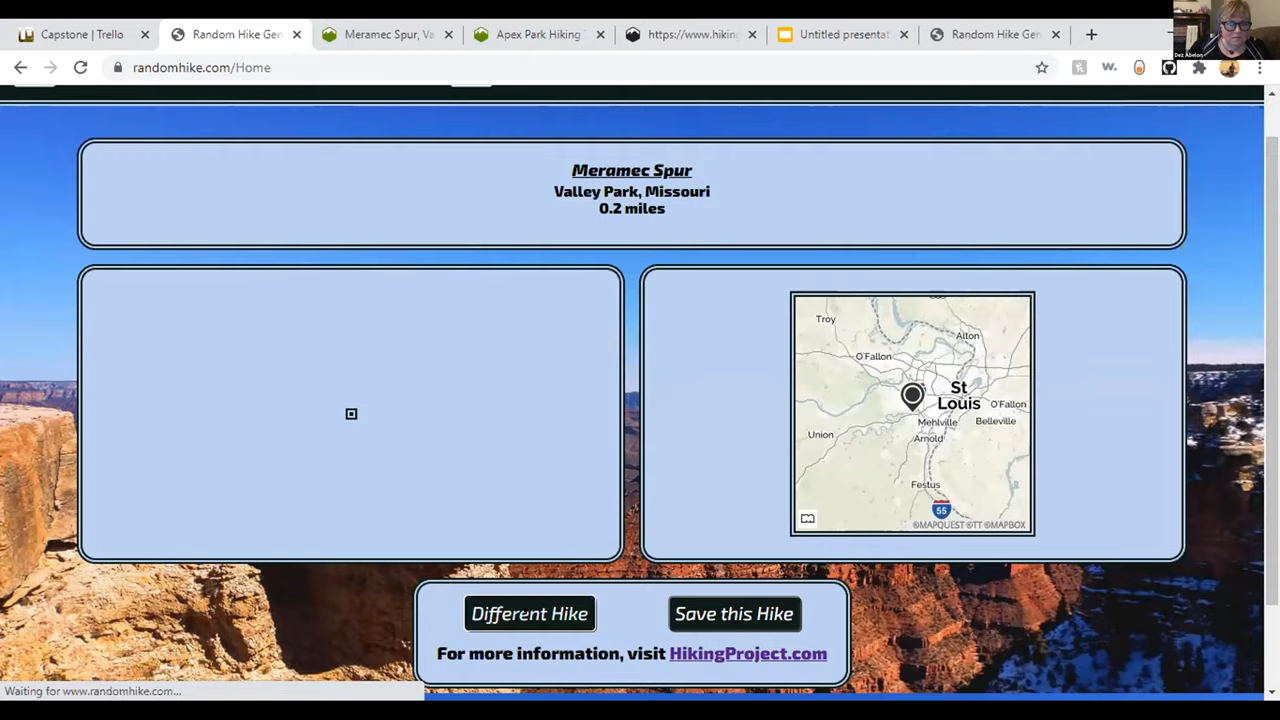 Capstone | Trello
Random Hike Gen
Meramec Spur, Va
Apex Park Hiking
https://www.hiking
Untitled presentat
Random Hike Gen
Dez Abelon
randomhike.com/Home
Meramec Spur
Valley Park, Missouri
0.2 miles
Troy
Alton
O'Fallon
St
Louis
O'Fallon
Mehlville
Belleville
Union
Arnold
Festus
55
©MAPQUEST ©TT ©MAPBOX
Different Hike
Save this Hike
For more information, visit HikingProject.com
Waiting for www.randomhike.com...